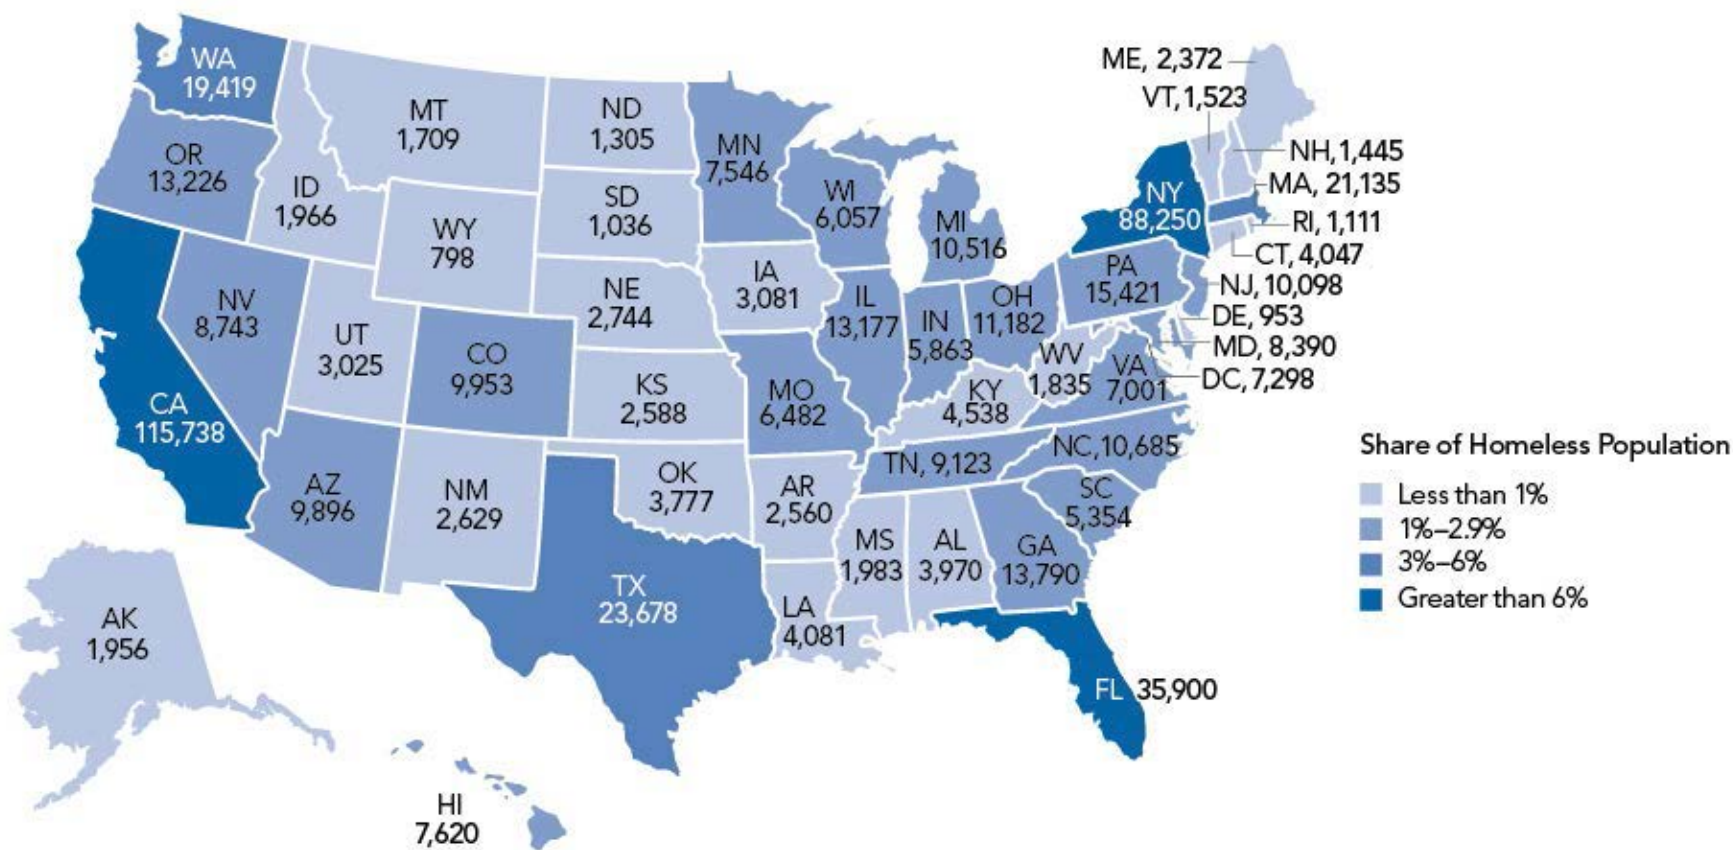 WA
19,419
OR
13,226
CA
115,738
NV
8,743
ID
1,966
MT
1,709
WY
798
UT
3,025
CO
9,953
AZ
9,896
NM
2,629
ND
1,305
SD
1,036
NE
2,744
KS
2,588
OK
3,777
TX
23,678
MN
7,546
IA
3,081
MO
6,482
AR
2,560
LA
4,081
WI
6,057
IL
13,177
MI
10,516
IN
5,863
OH
11,182
KY
4,538
TN, 9,123
MS
1,983
AL
3,970
GA
13,790
FL 35,900
SC
5,354
NC, 10,685
VA
7,001
WV
1,835
PA
15,421
NY
88,250
ME, 2,372
VT, 1,523
NH, 1,445
MA, 21,135
RI, 1,111
CT, 4,047
NJ, 10,098
DE, 953
MD, 8,390
DC, 7,298
AK
1,956
HI
7,620
Share of Homeless Population
Less than 1%
1%–2.9%
3%–6%
Greater than 6%